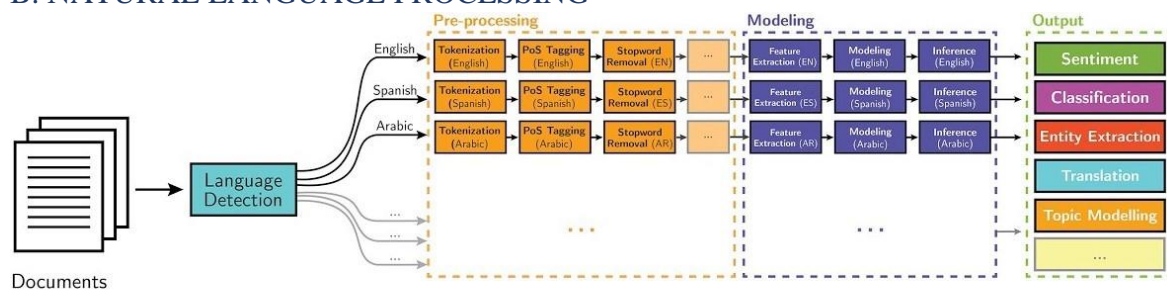 B. NATURAL LANGUAGE PROCESSING
Pre-processing
Modeling
Output
English
Tokenization
(English)
PoS Tagging
(English)
Stopword
Removal (EN)
...
Feature
Extraction (EN)
Modeling
(English)
Inference
(English)
Sentiment
Spanish
Tokenization
(Spanish)
PoS Tagging
(Spanish)
Stopword
Removal (ES)
...
Feature
Extraction (ES)
Modeling
(Spanish)
Inference
(Spanish)
Classification
Arabic
Tokenization
(Arabic)
PoS Tagging
(Arabic)
Stopword
Removal (AR)
...
Feature
Extraction (AR)
Modeling
(Arabic)
Inference
(Arabic)
Entity Extraction
Language
Detection
Translation
...
...
...
...
...
Topic Modelling
...
Documents